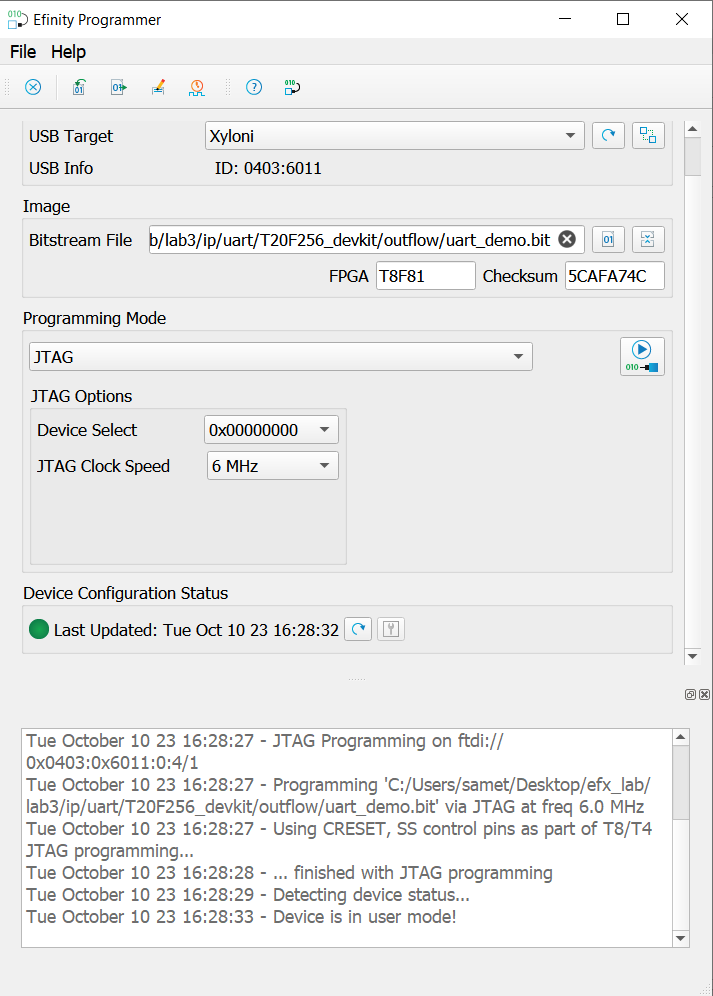 Efinity Programmer
File Help
USB Target Xyloni
USB Info ID: 0403:6011
Image
Bitstream File b/lab3/ip/uart/T20F256_devkit/outflow/uart_demo.bit
FPGA T8F81 Checksum 5CAFA74C
Programming Mode
JTAG
JTAG Options
Device Select 0x00000000
JTAG Clock Speed 6 MHz
Device Configuration Status
Last Updated: Tue Oct 10 23 16:28:32
Tue October 10 23 16:28:27 - JTAG Programming on ftdi://
0x0403:0x6011:0:4/1
Tue October 10 23 16:28:27 - Programming 'C:/Users/samet/Desktop/efx_lab/
lab3/ip/uart/T20F256_devkit/outflow/uart_demo.bit' via JTAG at freq 6.0 MHz
Tue October 10 23 16:28:27 - Using CRESET, SS control pins as part of T8/T4
JTAG programming...
Tue October 10 23 16:28:28 - ... finished with JTAG programming
Tue October 10 23 16:28:29 - Detecting device status...
Tue October 10 23 16:28:33 - Device is in user mode!